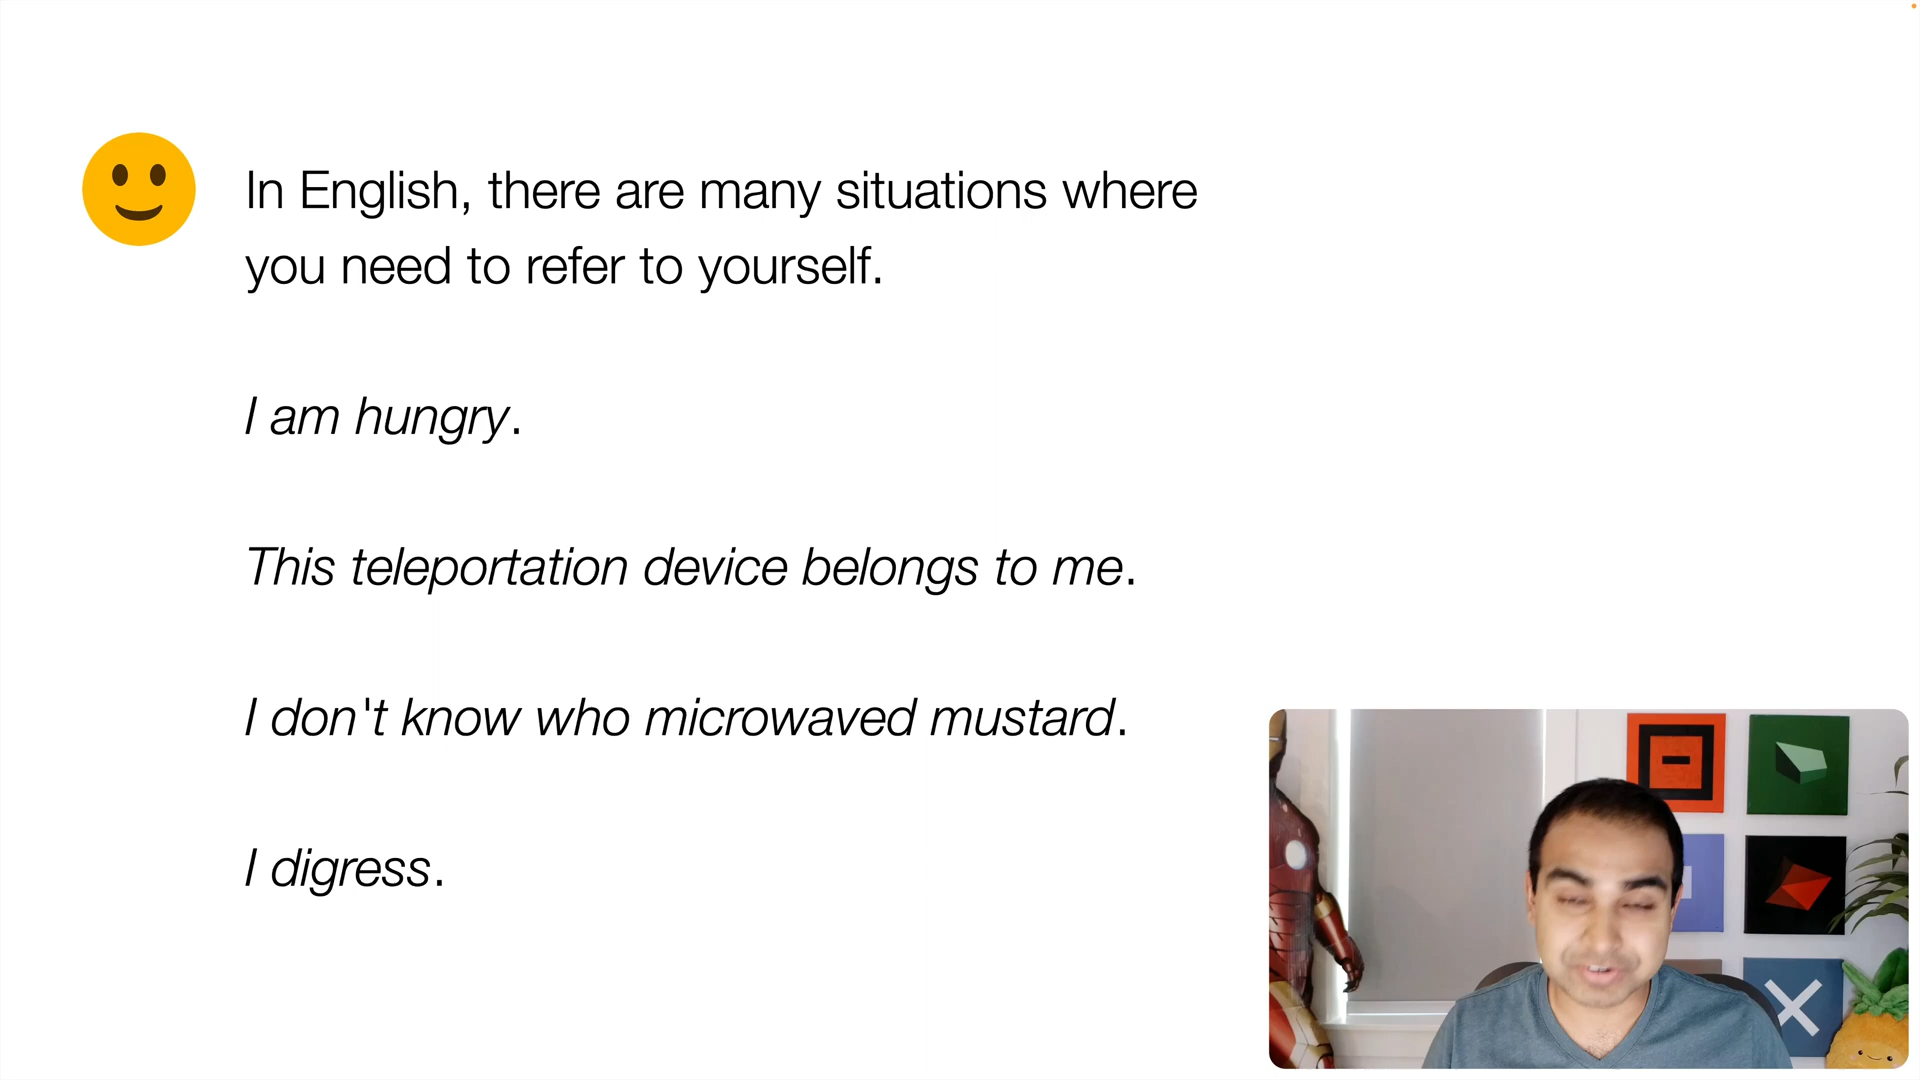 In English, there are many situations where
you need to refer to yourself.
I am hungry.
This teleportation device belongs to me.
I don't know who microwaved mustard.
I digress.